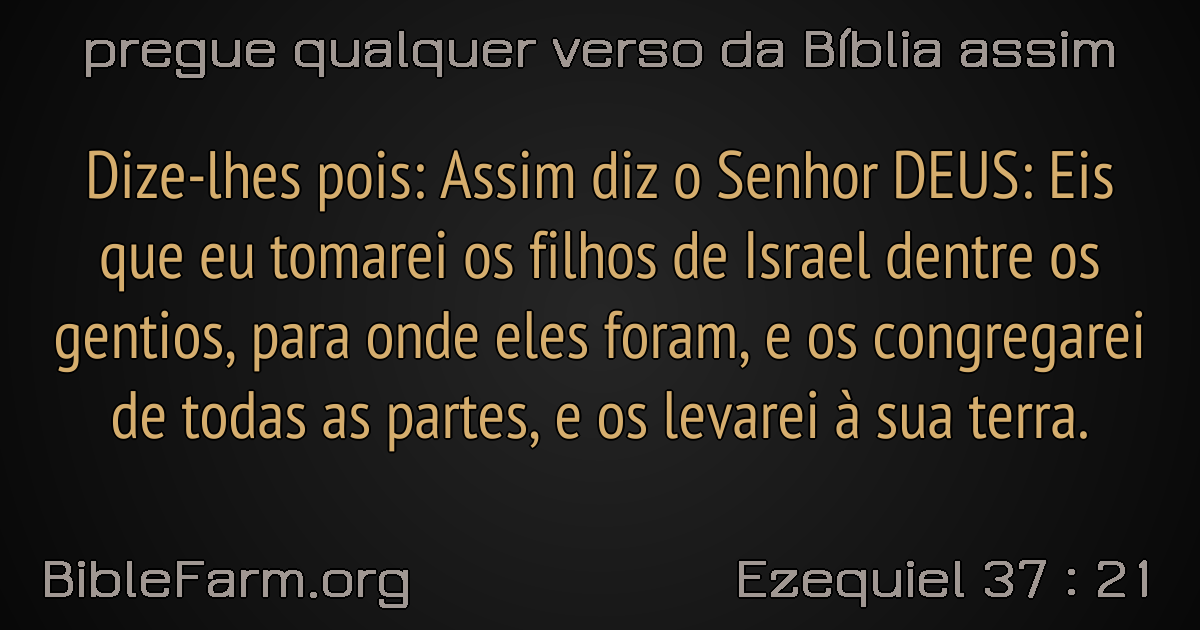 pregue qualquer verso da Bíblia assim
Dize-lhes pois: Assim diz o Senhor DEUS: Eis
que eu tomarei os filhos de Israel dentre os
gentios, para onde eles foram, e os congregarei
de todas as partes, e os levarei à sua terra.
BibleFarm.org
Ezequiel 37 : 21